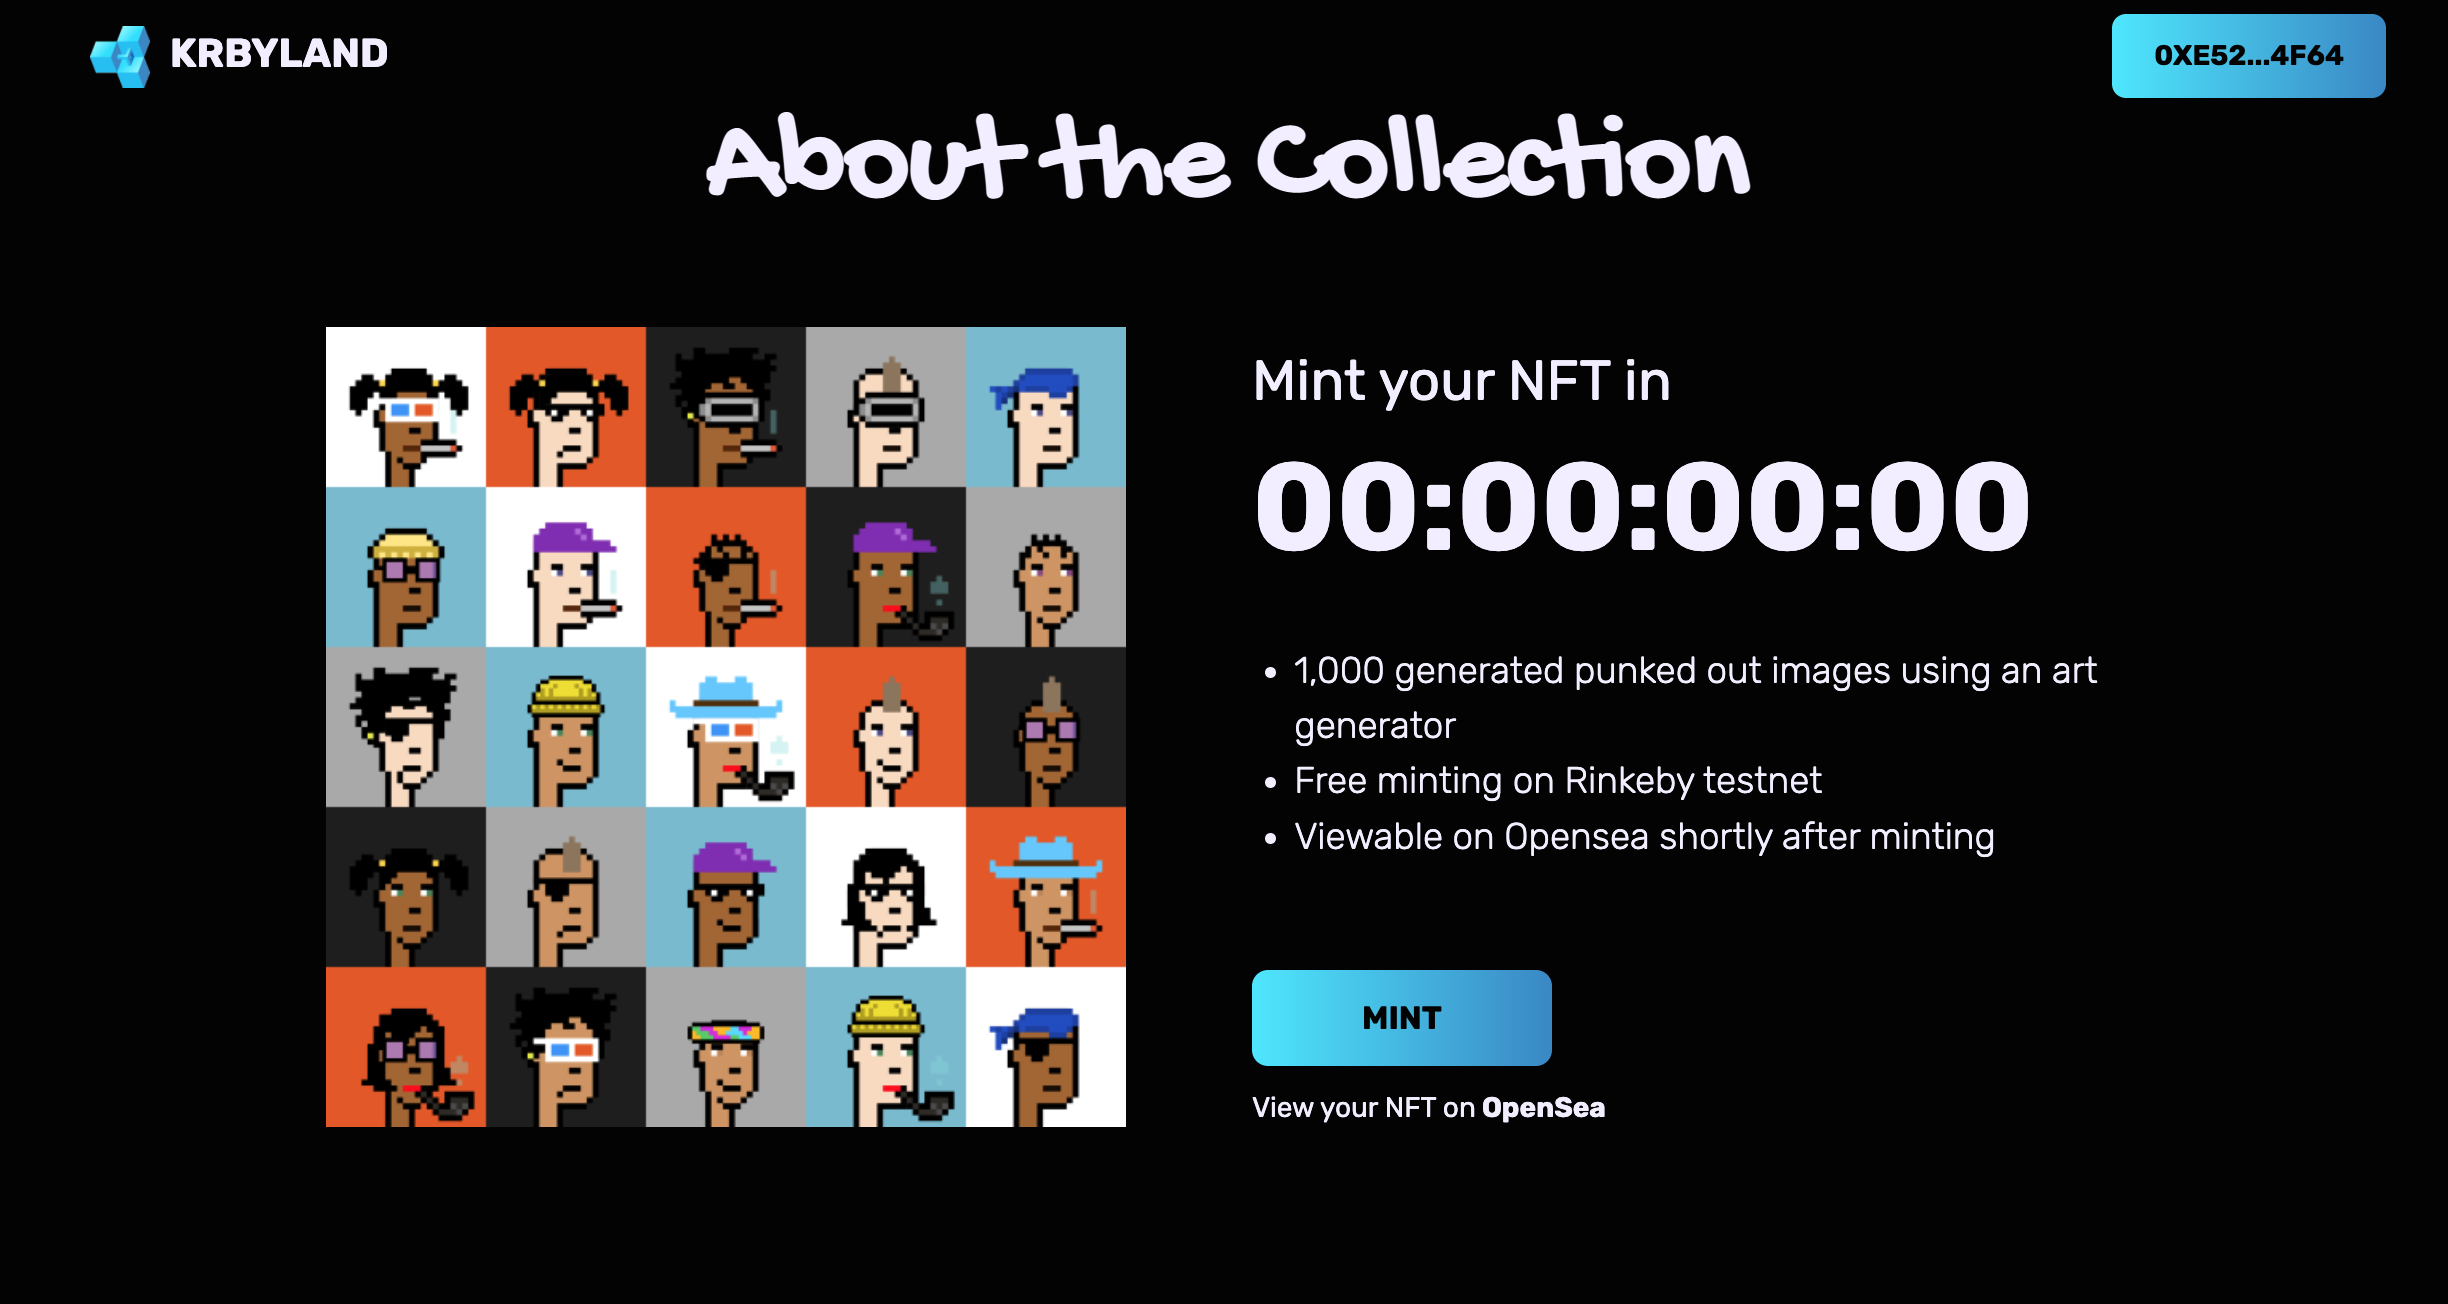 KRBYLAND
0XE52...4F64
About the Collection
Mint your NFT in
00:00:00:00
• 1,000 generated punked out images using an art
generator
• Free minting on Rinkeby testnet
• Viewable on Opensea shortly after minting
MINT
View your NFT on OpenSea